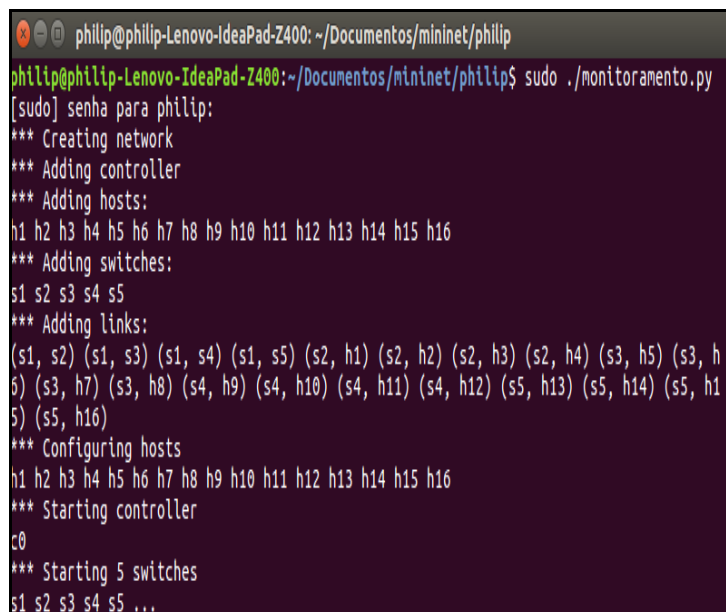 philip@philip-Lenovo-IdeaPad-Z400: ~/Documentos/mininet/philip
philip@philip-Lenovo-IdeaPad-Z400:~/Documentos/mininet/philip$ sudo ./monitoramento.py
[sudo] senha para philip:
*** Creating network
*** Adding controller
*** Adding hosts:
h1 h2 h3 h4 h5 h6 h7 h8 h9 h10 h11 h12 h13 h14 h15 h16
*** Adding switches:
s1 s2 s3 s4 s5
*** Adding links:
(s1, s2) (s1, s3) (s1, s4) (s1, s5) (s2, h1) (s2, h2) (s2, h3) (s2, h4) (s3, h5) (s3, h
6) (s3, h7) (s3, h8) (s4, h9) (s4, h10) (s4, h11) (s4, h12) (s5, h13) (s5, h14) (s5, h1
5) (s5, h16)
*** Configuring hosts
h1 h2 h3 h4 h5 h6 h7 h8 h9 h10 h11 h12 h13 h14 h15 h16
*** Starting controller
c0
*** Starting 5 switches
s1 s2 s3 s4 s5 ...